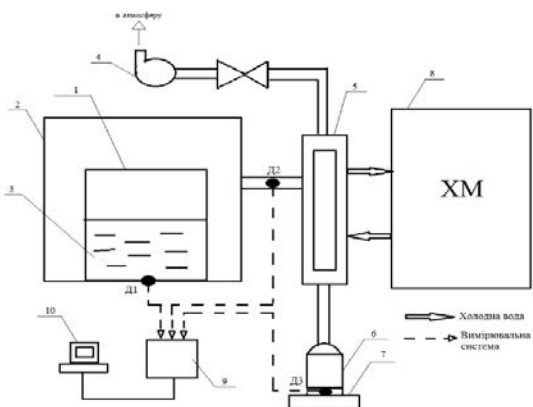 в атмосферу
4
1
2
5
8
Д2
ХМ
3
Д1
10
Холодна вода
6
Вимірювальна
система
9
Д3
7